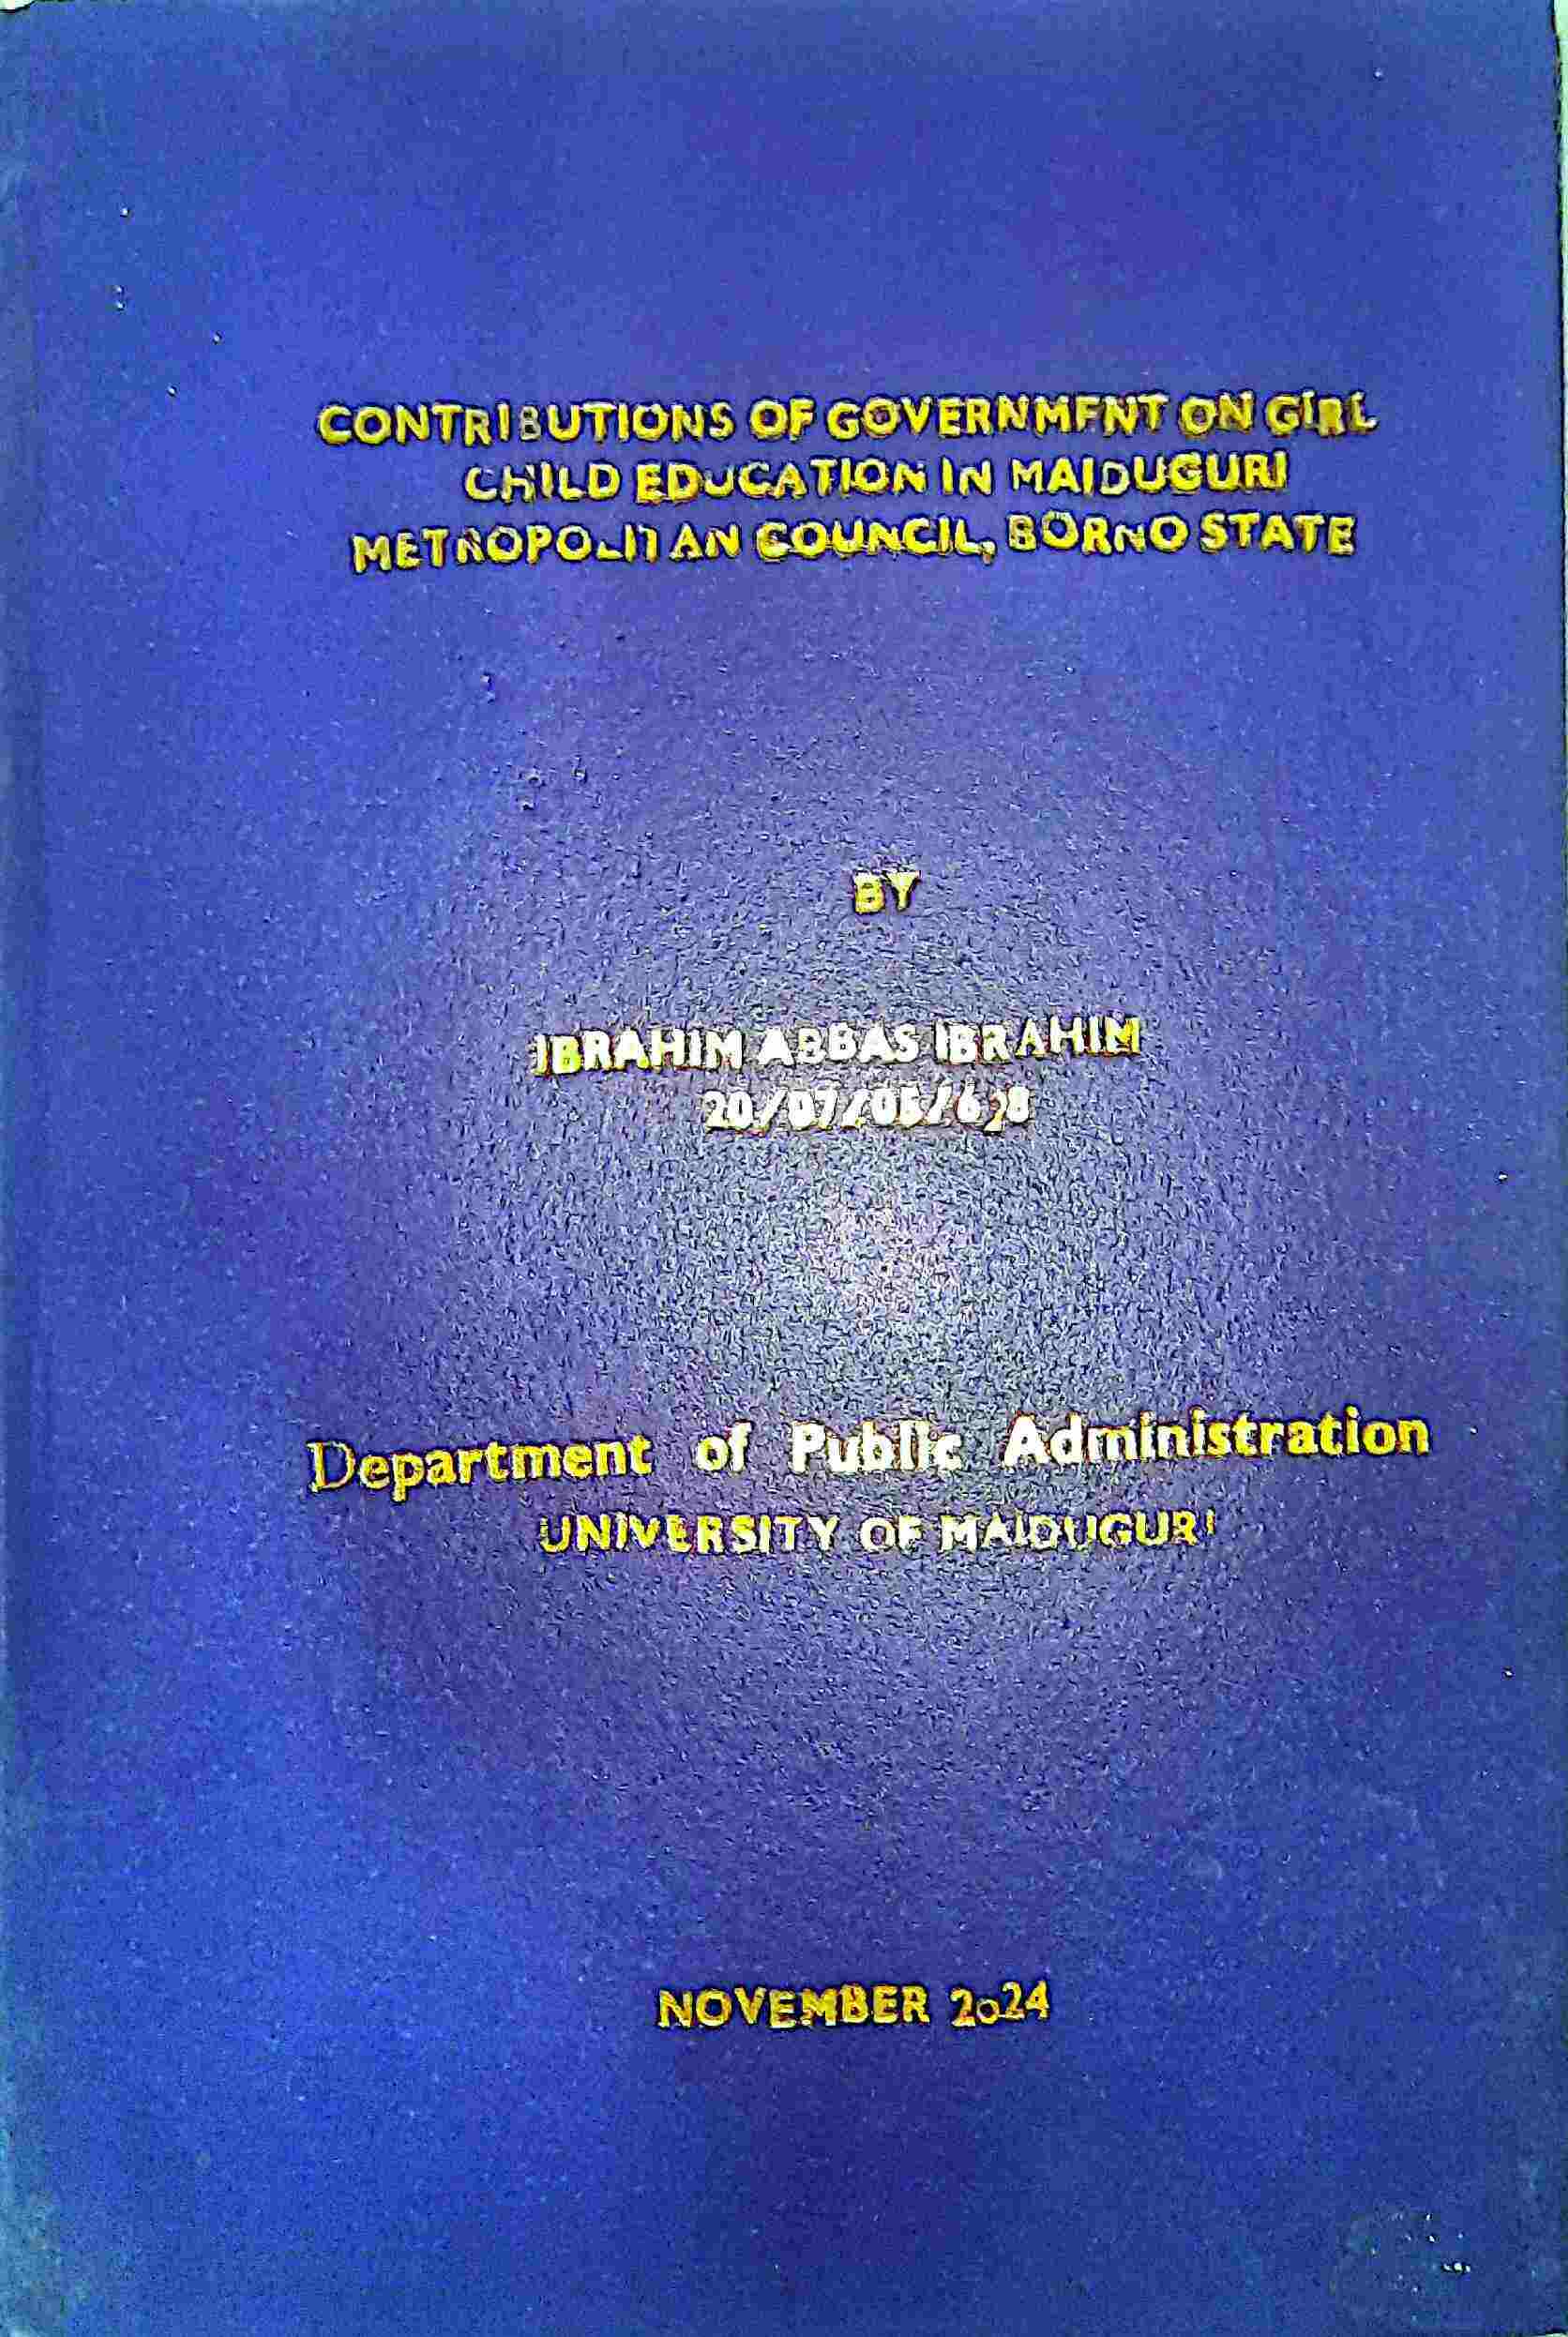 CONTRIBUTIONS OF GOVERNMENT ON GIRL
CHILD EDUCATION IN MAIDUGURI
METROPOLITAN COUNCIL, BORNO STATE
BY
IBRAHIM ABBAS IBRAHIM
Department of Public Administration
UNIVERSITY OF MAIDUGURI
NOVEMBER 2024